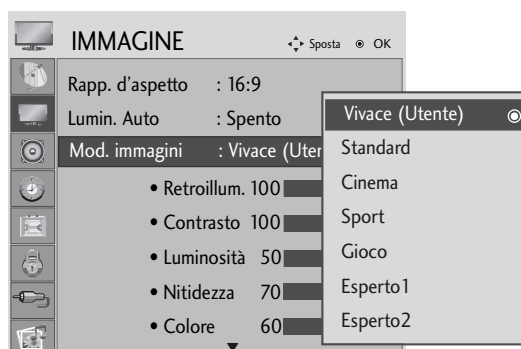 IMMAGINE
Sposta OK
Rapp. d'aspetto : 16:9
Lumin. Auto : Spento
Mod. immagini : Vivace (Uten
• Retroillum. 100
• Contrasto 100
• Luminosità 50
• Nitidezza 70
• Colore 60
Vivace (Utente)
Standard
Cinema
Sport
Gioco
Esperto1
Esperto2